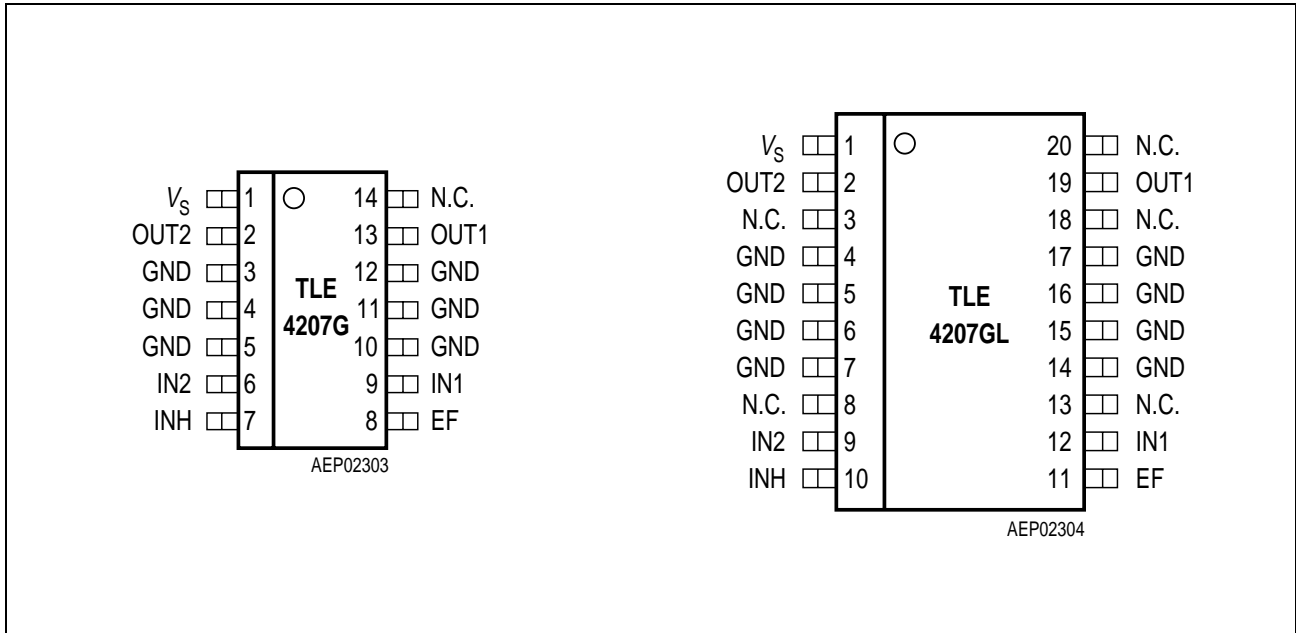 VS 1 14 N.C.
OUT2 2 13 OUT1
GND 3 12 GND
TLE
GND 4 11 GND
4207G
GND 5 10 GND
IN2 6 9 IN1
INH 7 8 EF
AEP02303
VS 1 20 N.C.
OUT2 2 19 OUT1
N.C. 3 18 N.C.
GND 4 17 GND
GND 5 16 GND
TLE
GND 6 15 GND
4207GL
GND 7 14 GND
N.C. 8 13 N.C.
IN2 9 12 IN1
INH 10 11 EF
AEP02304